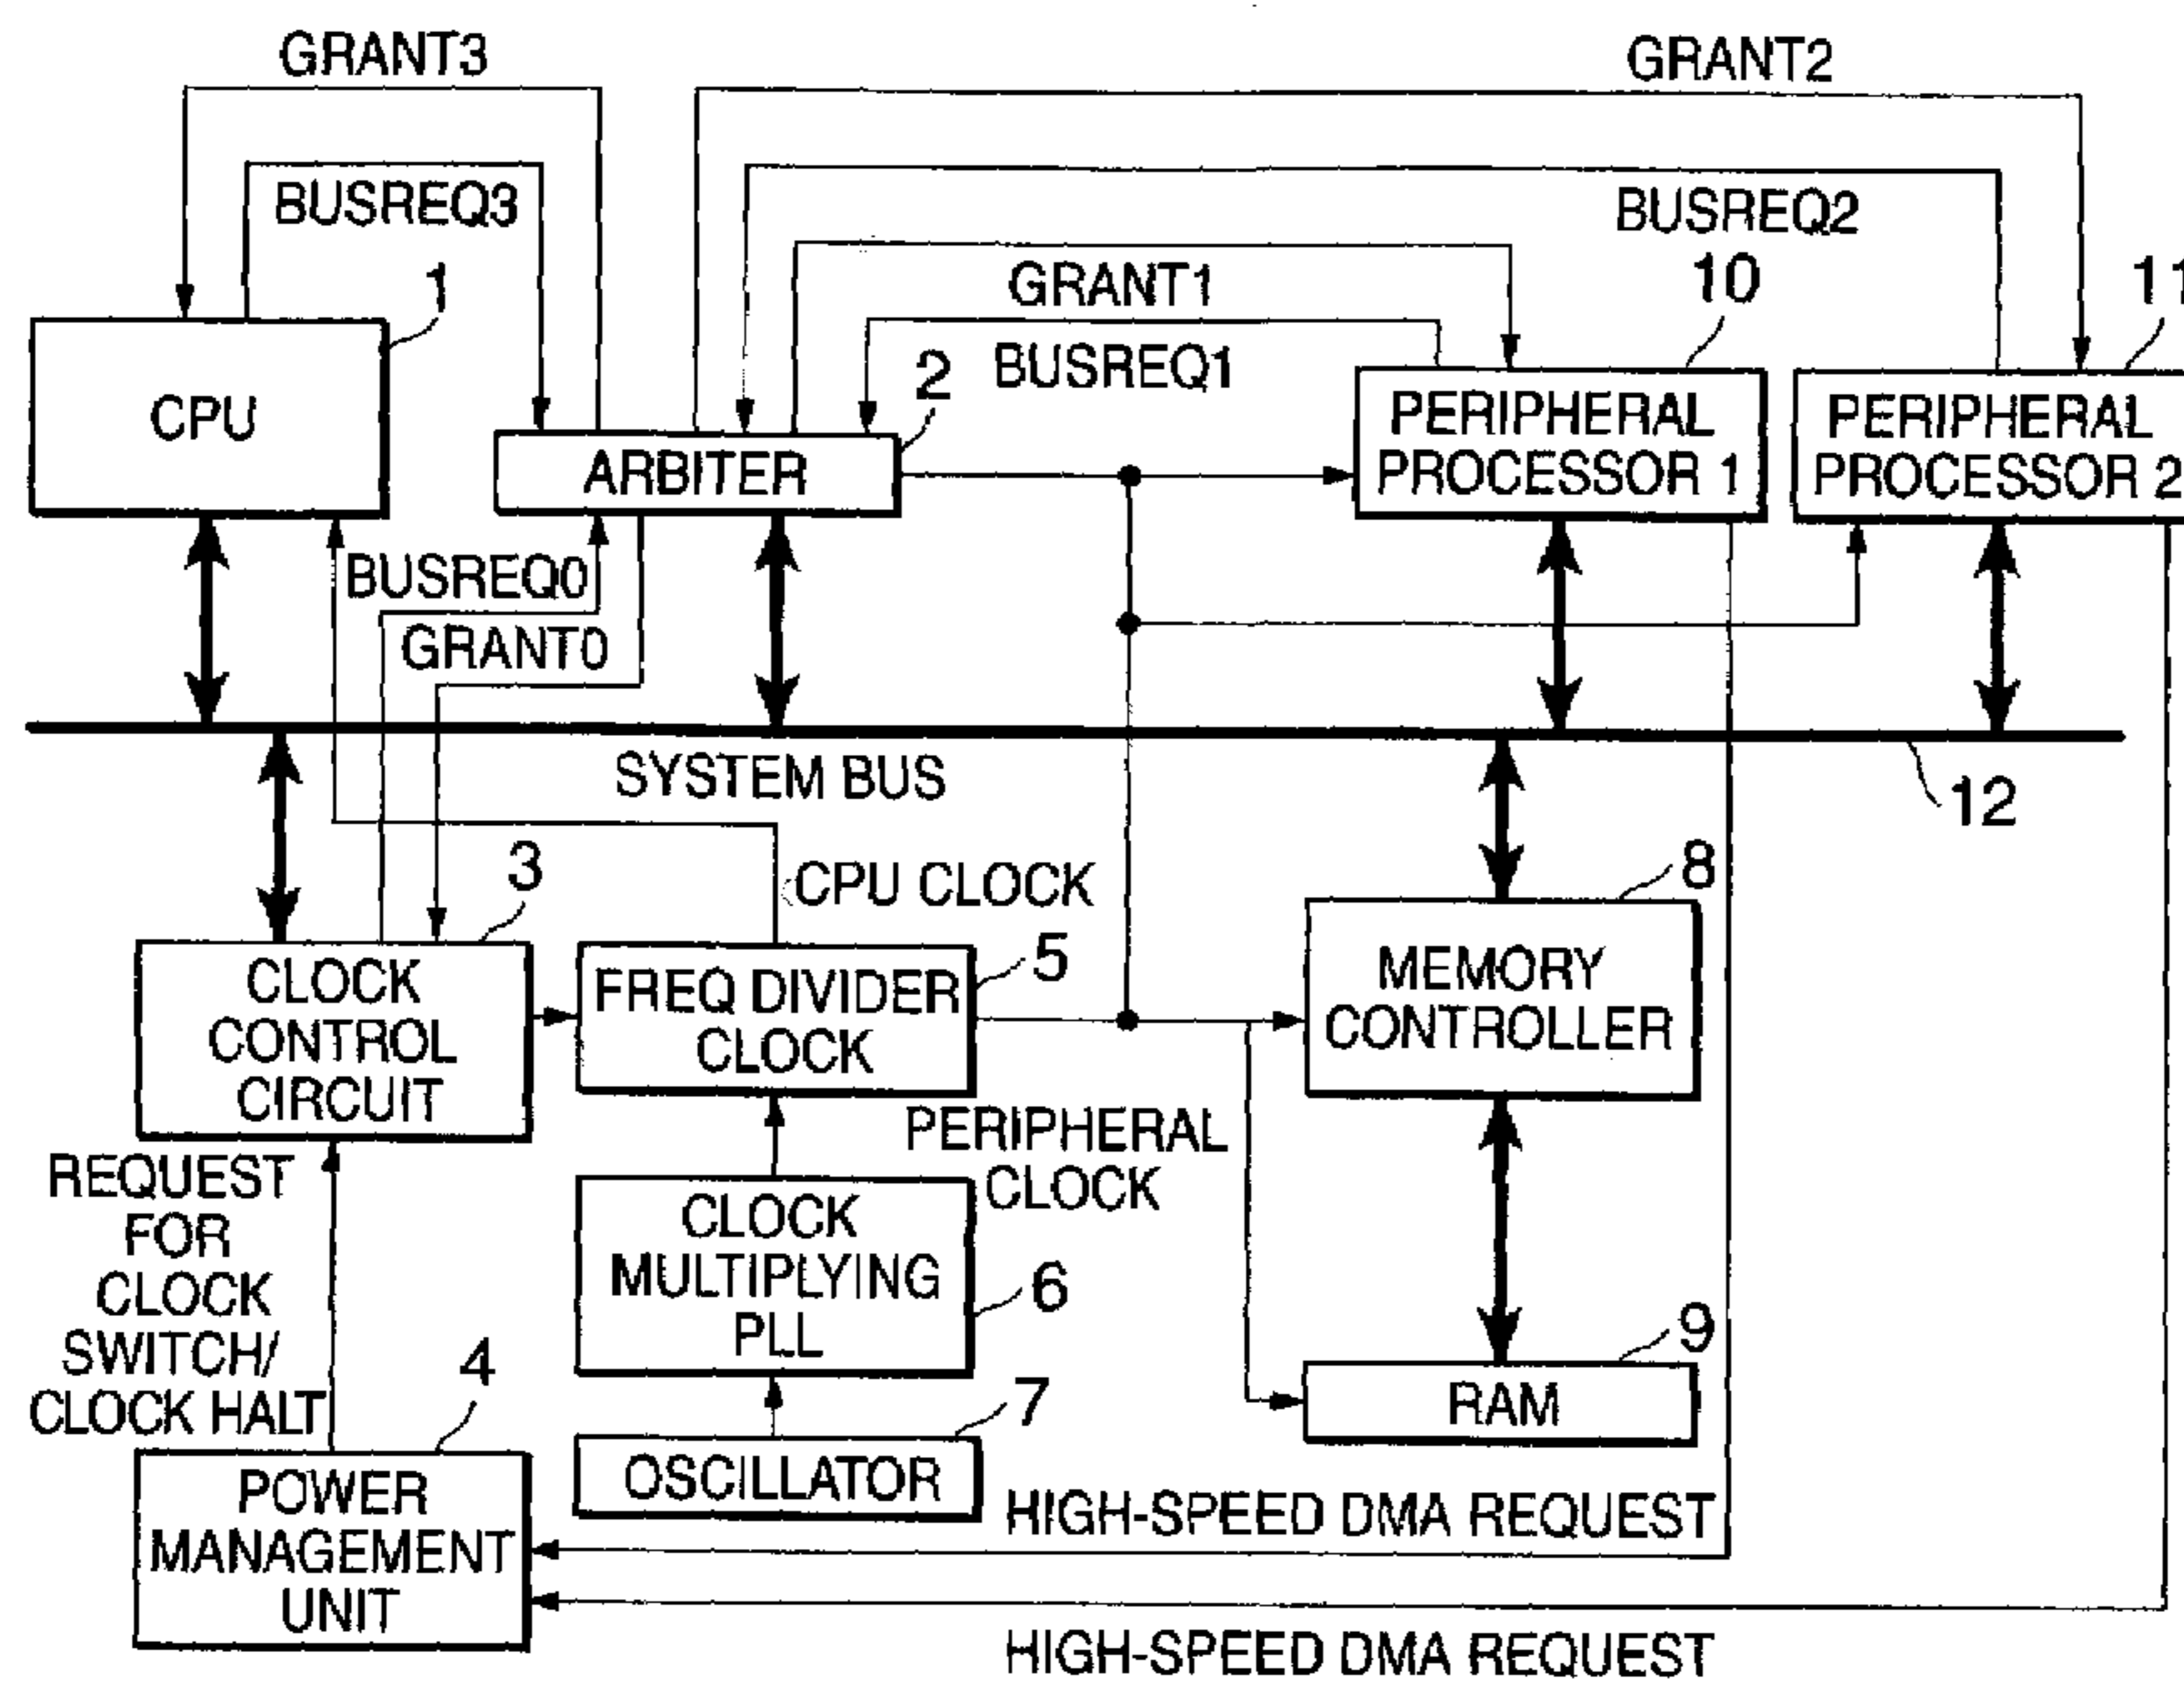 GRANT3
GRANT2
BUSREQ3
BUSREQ2
1
GRANT1
10
11
2
BUSREQ1
CPU
ARBITER
PERIPHERAL
PROCESSOR 1
PERIPHERAL
PROCESSOR 2
BUSREQ0
GRANT0
SYSTEM BUS
12
3
CPU CLOCK
8
CLOCK
CONTROL
CIRCUIT
FREQ DIVIDER
CLOCK
5
MEMORY
CONTROLLER
PERIPHERAL
CLOCK
REQUEST
FOR
CLOCK
SWITCH/
CLOCK HALT
CLOCK
MULTIPLYING
PLL
6
4
7
9
RAM
OSCILLATOR
POWER
MANAGEMENT
UNIT
HIGH-SPEED DMA REQUEST
HIGH-SPEED DMA REQUEST